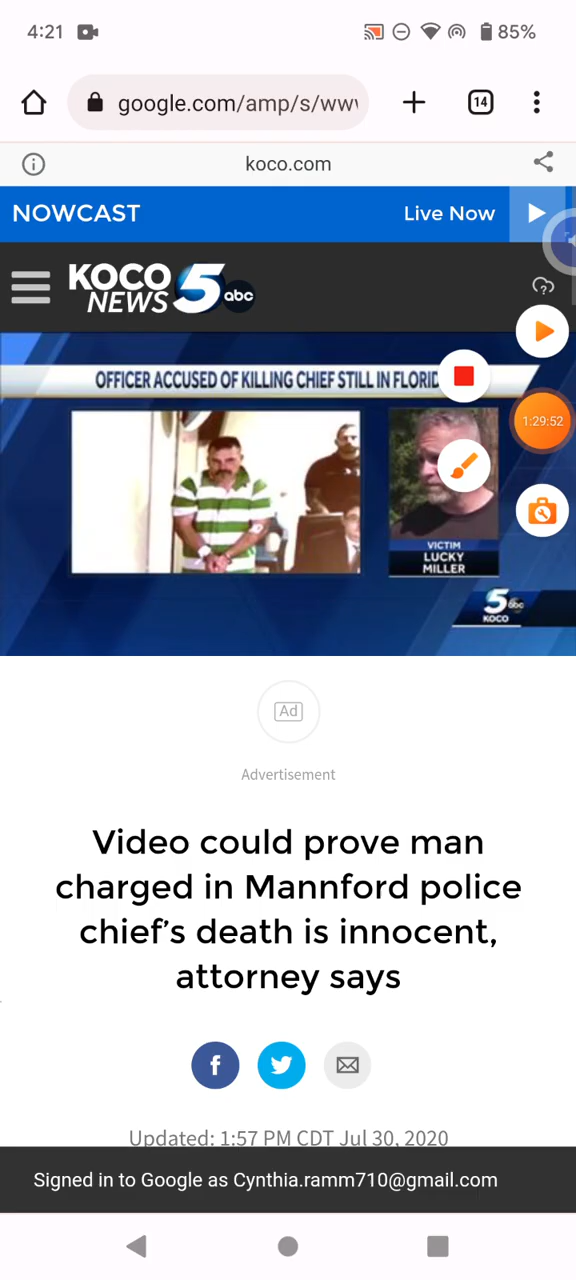 4:21
85%
google.com/amp/s/www
14
koco.com
NOWCAST
Live Now
KOCO
NEWS 5 abc
OFFICER ACCUSED OF KILLING CHIEF STILL IN FLORID
1:29:52
VICTIM
LUCKY
MILLER
5 abc
KOCO
Ad
Advertisement
Video could prove man
charged in Mannford police
chief’s death is innocent,
attorney says
Updated: 1:57 PM CDT Jul 30, 2020
Signed in to Google as Cynthia.ramm710@gmail.com